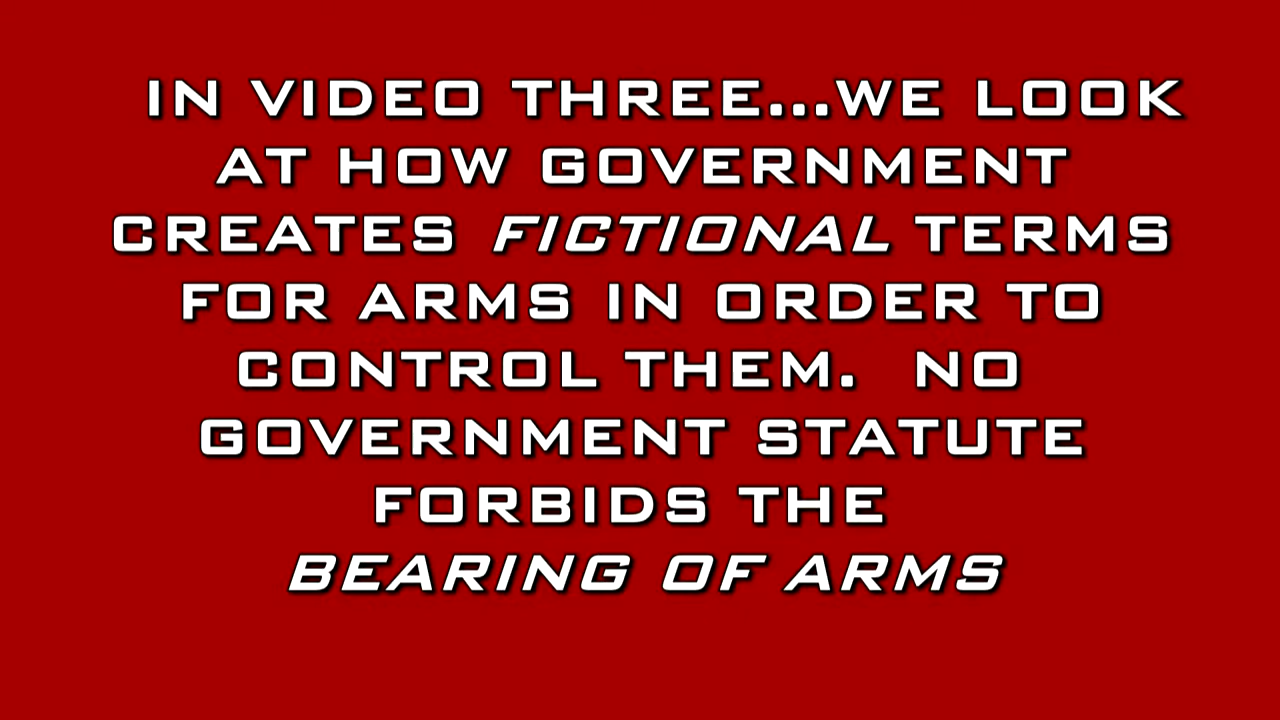 IN VIDEO THREE...WE LOOK
AT HOW GOVERNMENT
CREATES FICTIONAL TERMS
FOR ARMS IN ORDER TO
CONTROL THEM. NO
GOVERNMENT STATUTE
FORBIDS THE
BEARING OF ARMS